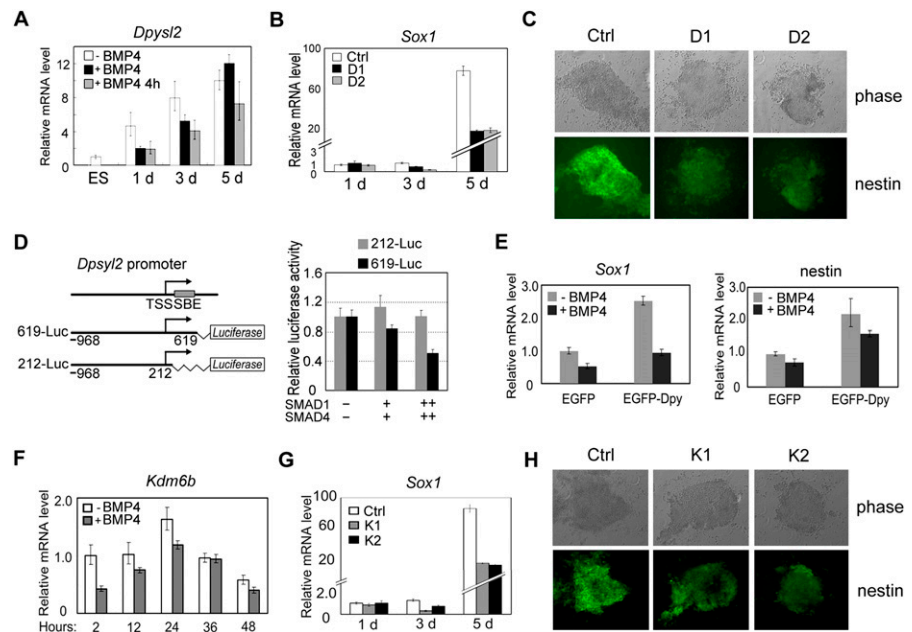 A
Dpysl2
Relative mRNA level
12
8
4
0
- BMP4
+ BMP4
+ BMP4 4h
ES 1 d 3 d 5 d
B
Sox1
Relative mRNA level
100
60
20
3
1
0
Ctrl
D1
D2
1 d 3 d 5 d
C
Ctrl D1 D2
phase
nestin
D
Dpsyl2 promoter
TSSSBE
619-Luc
-968 619 Luciferase
212-Luc
-968 212 Luciferase
212-Luc
619-Luc
Relative luciferase activity
1.6
1.2
0.8
0.4
0
SMAD1 – + ++
SMAD4 – + ++
E
Sox1
Relative mRNA level
3.0
2.0
1.0
0
- BMP4
+ BMP4
EGFP EGFP-Dpy
nestin
Relative mRNA level
3.0
2.0
1.0
0
- BMP4
+ BMP4
EGFP EGFP-Dpy
F
Kdm6b
Relative mRNA level
2.0
1.0
0
-BMP4
+BMP4
Hours: 2 12 24 36 48
G
Sox1
Relative mRNA level
100
60
20
2.0
0
Ctrl
K1
K2
1 d 3 d 5 d
H
Ctrl K1 K2
phase
nestin